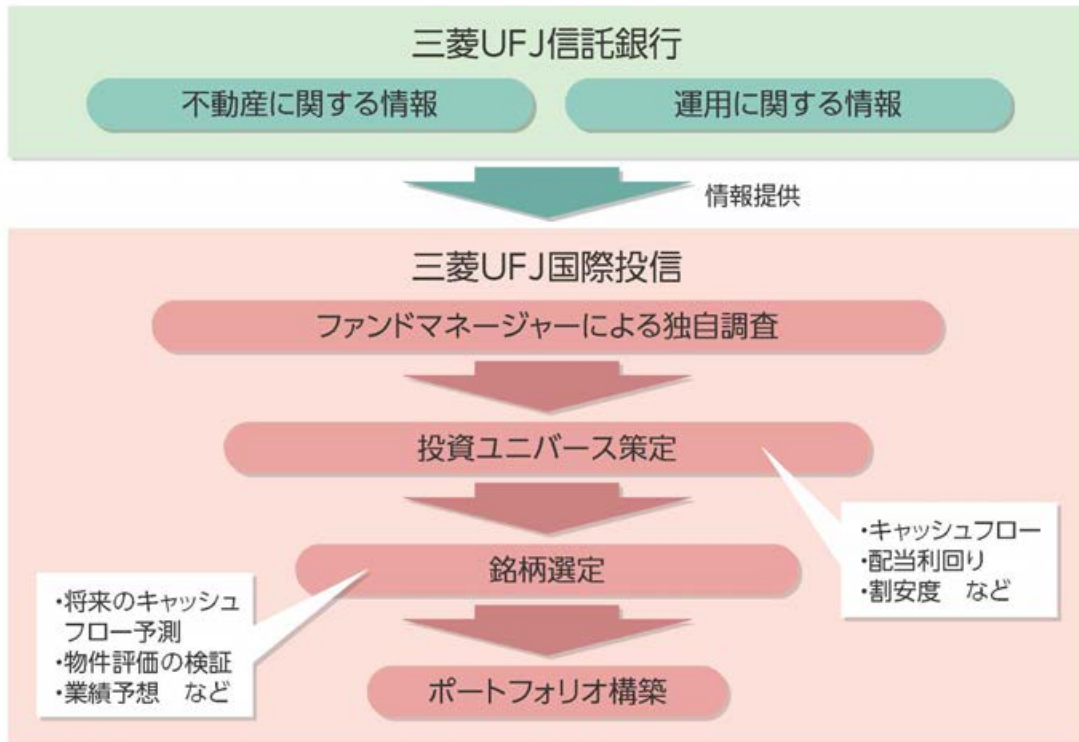 三菱UFJ信託銀行
不動産に関する情報
運用に関する情報
情報提供
三菱UFJ国際投信
ファンドマネージャーによる独自調査
投資ユニバース策定
・キャッシュフロー
・配当利回り
・割安度　など
銘柄選定
・将来のキャッシュ
フロー予測
・物件評価の検証
・業績予想　など
ポートフォリオ構築